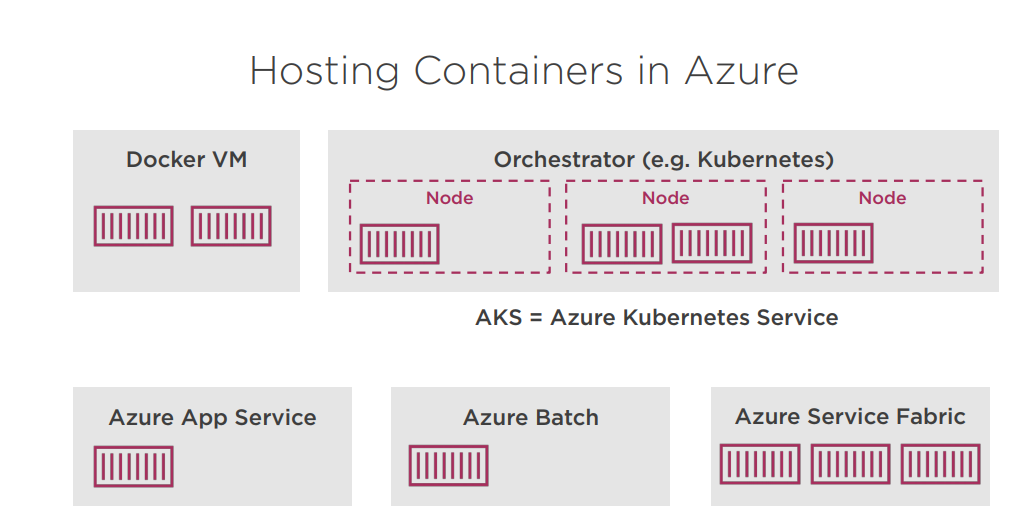 Hosting Containers in Azure
Docker VM
Orchestrator (e.g. Kubernetes)
Node
Node
Node
AKS = Azure Kubernetes Service
Azure App Service
Azure Batch
Azure Service Fabric